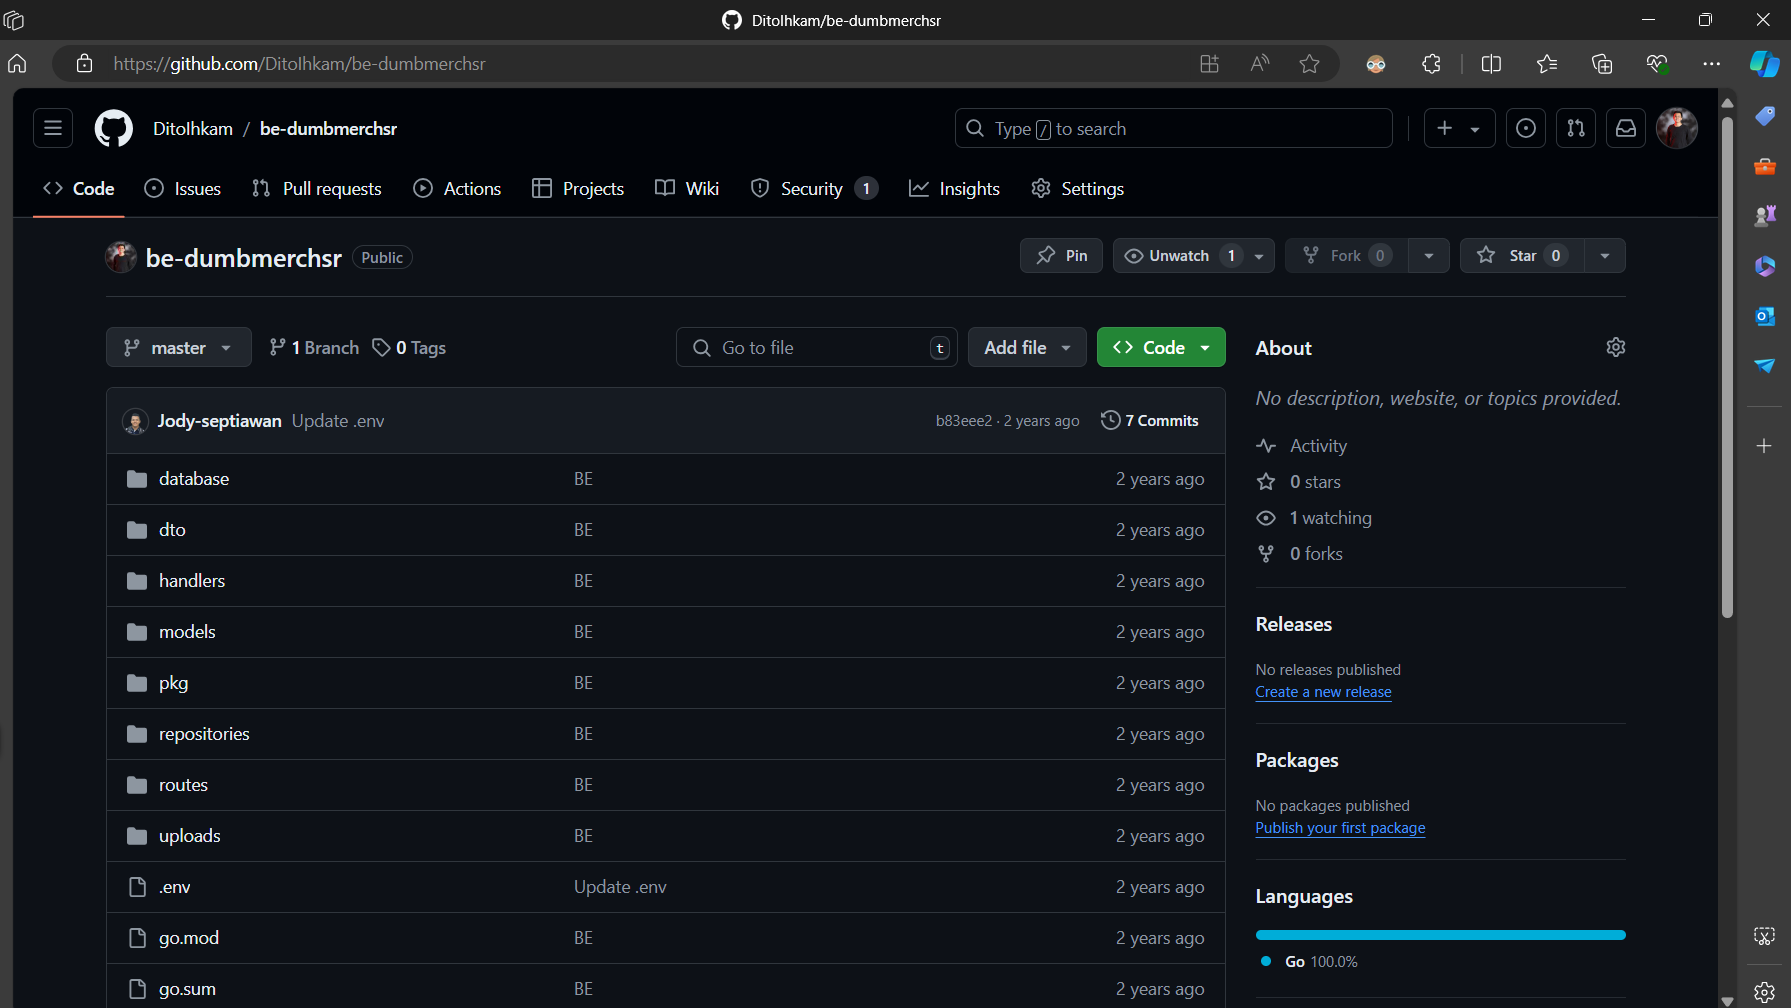 DitoIhkam/be-dumbmerchsr
https://github.com/DitoIhkam/be-dumbmerchsr
DitoIhkam / be-dumbmerchsr
Type / to search
Code Issues Pull requests Actions Projects Wiki Security 1 Insights Settings
be-dumbmerchsr Public
Pin Unwatch 1 Fork 0 Star 0
master 1 Branch 0 Tags Go to file t Add file Code
Jody-septiawan Update .env b83eee2 · 2 years ago 7 Commits
database BE 2 years ago
dto BE 2 years ago
handlers BE 2 years ago
models BE 2 years ago
pkg BE 2 years ago
repositories BE 2 years ago
routes BE 2 years ago
uploads BE 2 years ago
.env Update .env 2 years ago
go.mod BE 2 years ago
go.sum BE 2 years ago
About
No description, website, or topics provided.
Activity
0 stars
1 watching
0 forks
Releases
No releases published
Create a new release
Packages
No packages published
Publish your first package
Languages
Go 100.0%